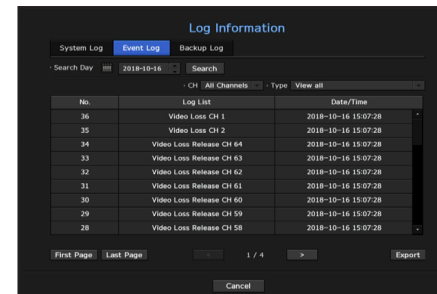 Log Information
System Log Event Log Backup Log
Search Day 2018-10-16 Search
CH All Channels Type View all
No. Log List Date/Time
36 Video Loss CH 1 2018-10-16 15:07:28
35 Video Loss CH 2 2018-10-16 15:07:28
34 Video Loss Release CH 64 2018-10-16 15:07:28
33 Video Loss Release CH 63 2018-10-16 15:07:28
32 Video Loss Release CH 62 2018-10-16 15:07:28
31 Video Loss Release CH 61 2018-10-16 15:07:28
30 Video Loss Release CH 60 2018-10-16 15:07:28
29 Video Loss Release CH 59 2018-10-16 15:07:28
28 Video Loss Release CH 58 2018-10-16 15:07:28
First Page Last Page < 1 / 4 > Export
Cancel